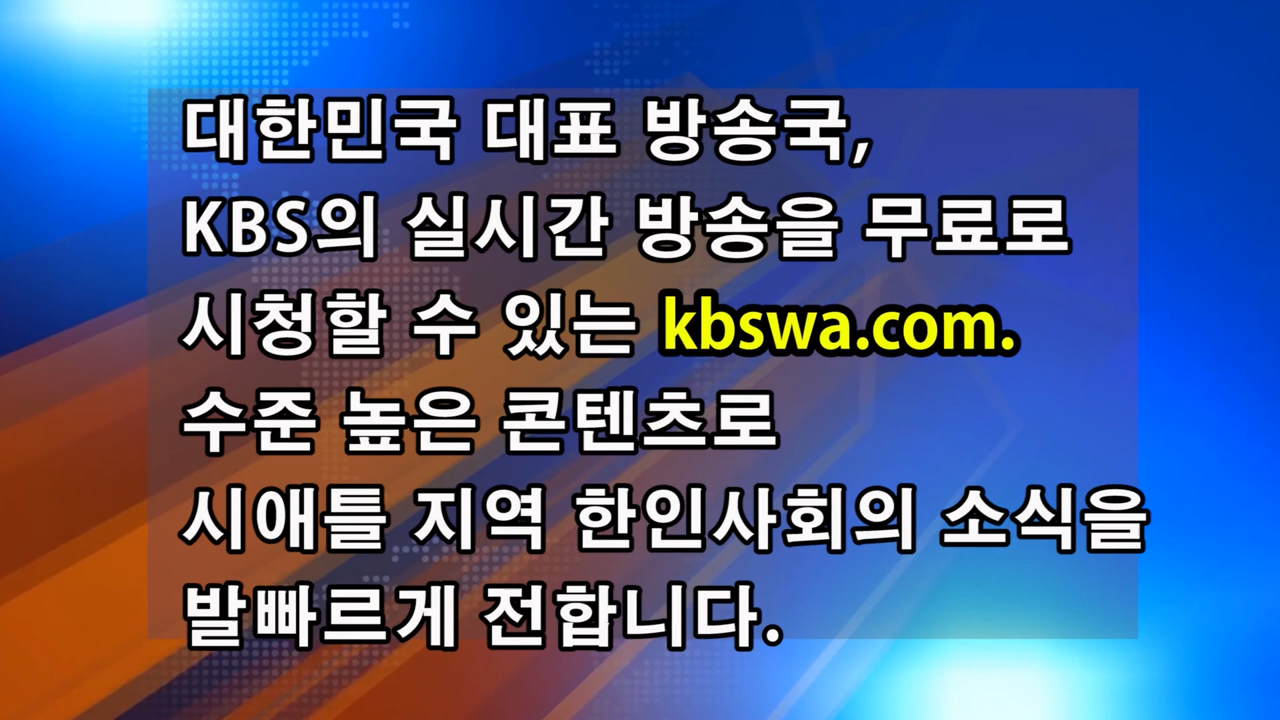 대한민국 대표 방송국,
KBS의 실시간 방송을 무료로
시청할 수 있는 kbswa.com.
수준 높은 콘텐츠로
시애틀 지역 한인사회의 소식을
발빠르게 전합니다.